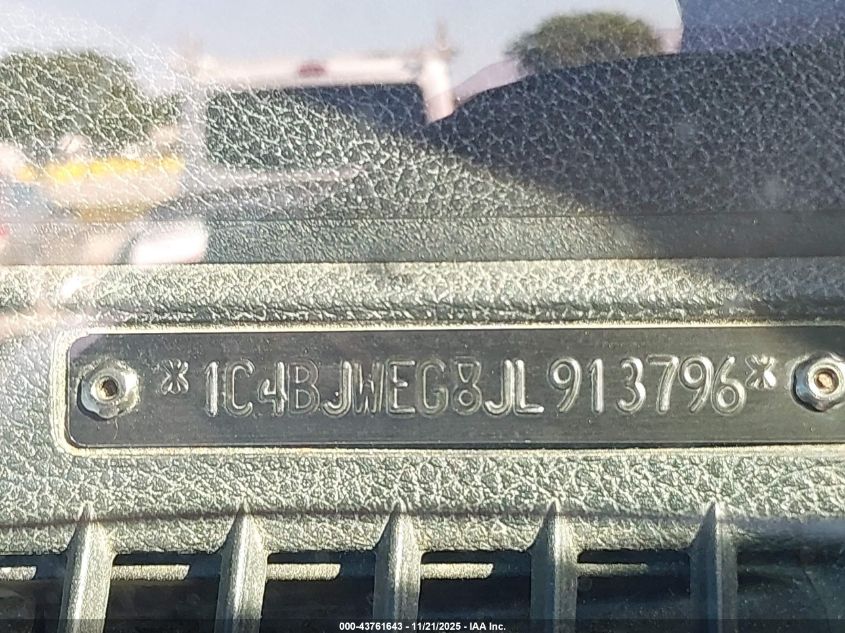 *1C4BJWEG8JL913796*
000-43761643 - 11/21/2025 - IAA Inc.